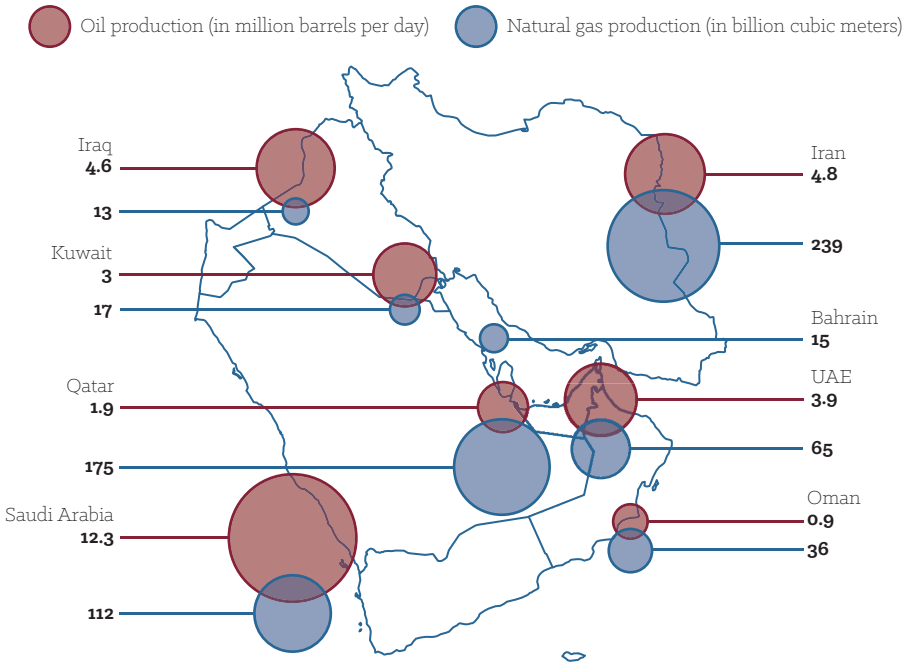 Oil production (in million barrels per day)
Natural gas production (in billion cubic meters)
Iraq
4.6
13
Kuwait
3
17
Qatar
1.9
175
Saudi Arabia
12.3
112
Iran
4.8
239
Bahrain
15
UAE
3.9
65
Oman
0.9
36